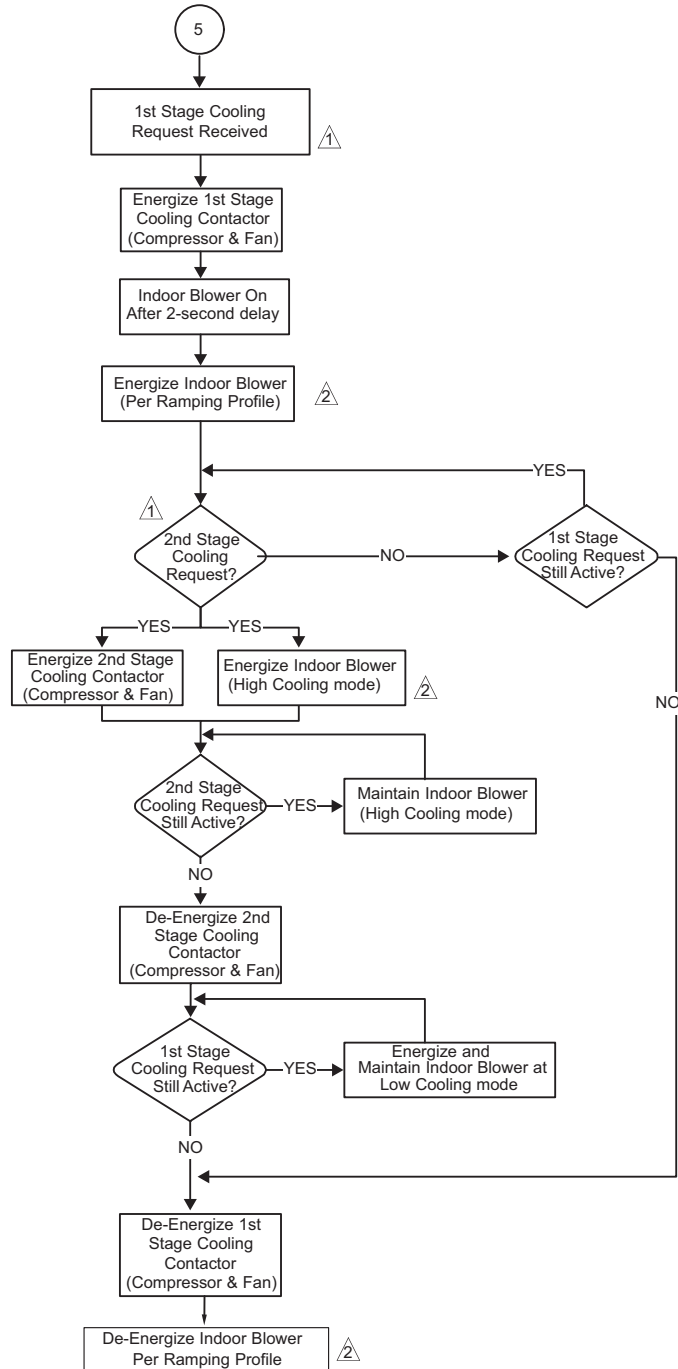 5
1st Stage Cooling
Request Received
1
Energize 1st Stage
Cooling Contactor
(Compressor & Fan)
Indoor Blower On
After 2-second delay
Energize Indoor Blower
(Per Ramping Profile)
2
YES
1
2nd Stage
Cooling
Request?
NO
1st Stage
Cooling Request
Still Active?
YES
YES
Energize 2nd Stage
Cooling Contactor
(Compressor & Fan)
Energize Indoor Blower
(High Cooling mode)
2
NO
2nd Stage
Cooling Request
Still Active?
YES
Maintain Indoor Blower
(High Cooling mode)
NO
De-Energize 2nd
Stage Cooling
Contactor
(Compressor & Fan)
1st Stage
Cooling Request
Still Active?
YES
Energize and
Maintain Indoor Blower at
Low Cooling mode
NO
De-Energize 1st
Stage Cooling
Contactor
(Compressor & Fan)
De-Energize Indoor Blower
Per Ramping Profile
2